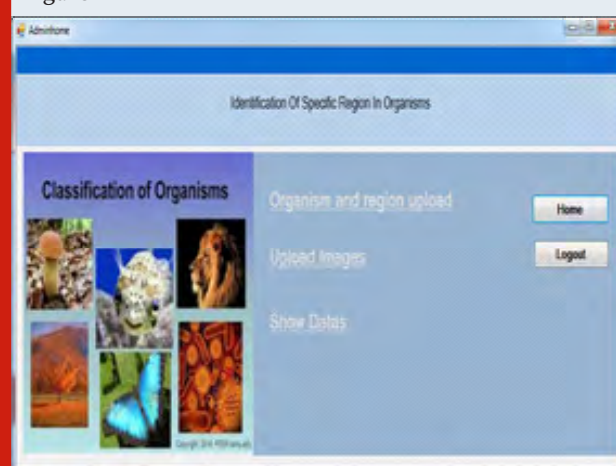 Adminhome
Identification Of Specific Region In Organisms
Classification of Organisms
Organism and region upload
Home
Upload Images
Logout
Show Datas